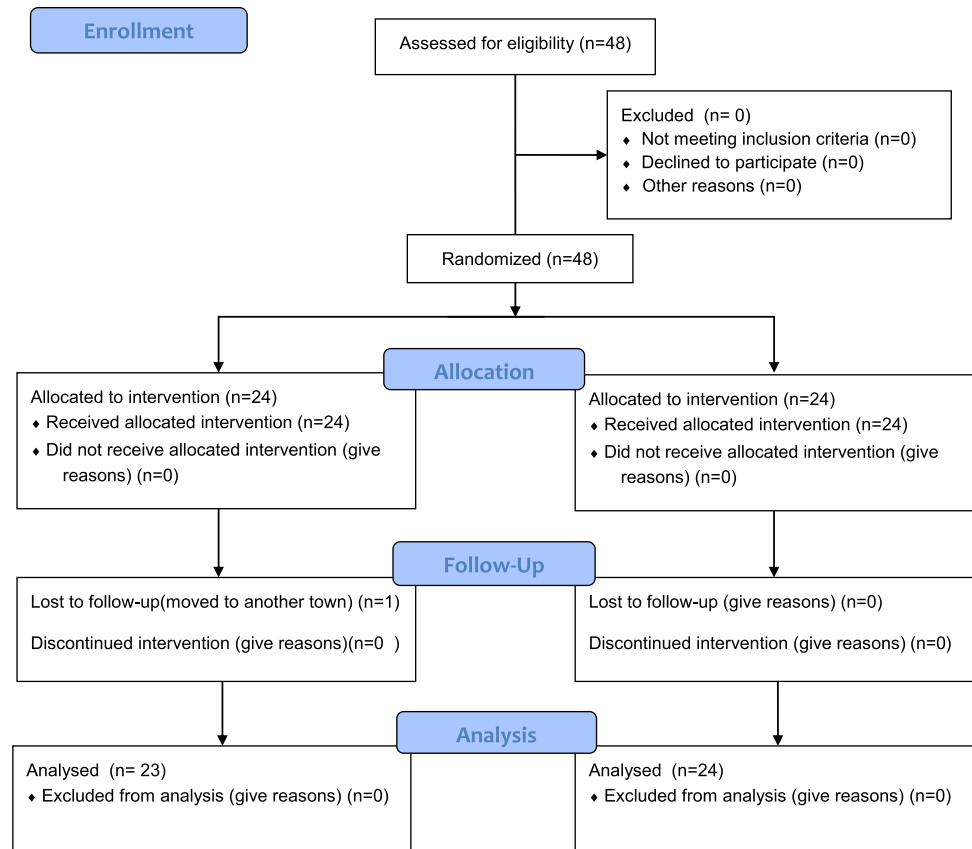 Enrollment
Assessed for eligibility (n=48)
Excluded (n= 0)
♦ Not meeting inclusion criteria (n=0)
♦ Declined to participate (n=0)
♦ Other reasons (n=0)
Randomized (n=48)
Allocation
Allocated to intervention (n=24)
♦ Received allocated intervention (n=24)
♦ Did not receive allocated intervention (give
reasons) (n=0)
Allocated to intervention (n=24)
♦ Received allocated intervention (n=24)
♦ Did not receive allocated intervention (give
reasons) (n=0)
Follow-Up
Lost to follow-up(moved to another town) (n=1)
Discontinued intervention (give reasons)(n=0 )
Lost to follow-up (give reasons) (n=0)
Discontinued intervention (give reasons) (n=0)
Analysis
Analysed (n= 23)
♦ Excluded from analysis (give reasons) (n=0)
Analysed (n=24)
♦ Excluded from analysis (give reasons) (n=0)